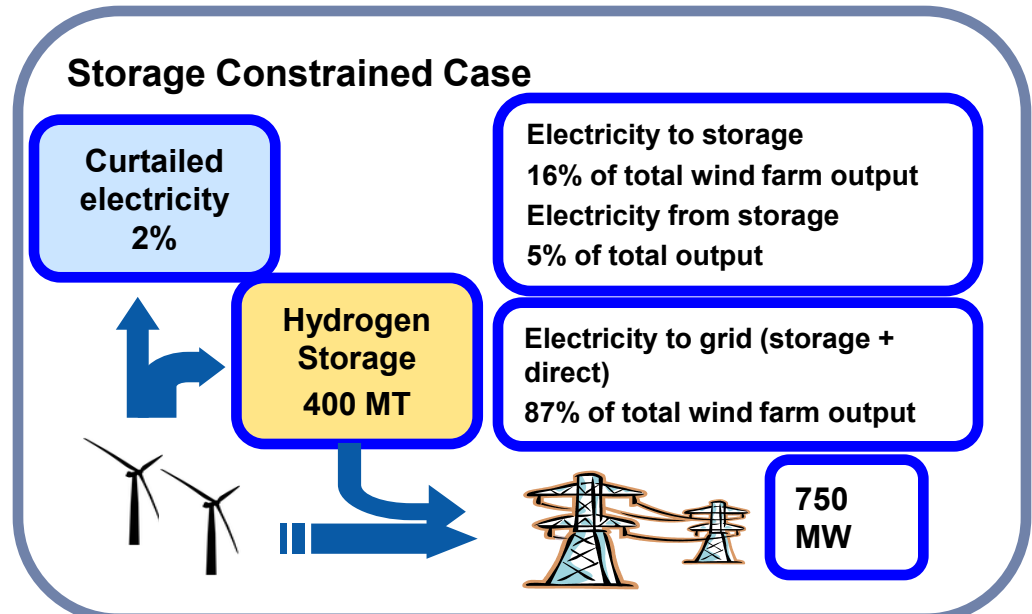 Storage Constrained Case
Curtailed
electricity
2%
Electricity to storage
16% of total wind farm output
Electricity from storage
5% of total output
Hydrogen
Storage
400 MT
Electricity to grid (storage +
direct)
87% of total wind farm output
750
MW